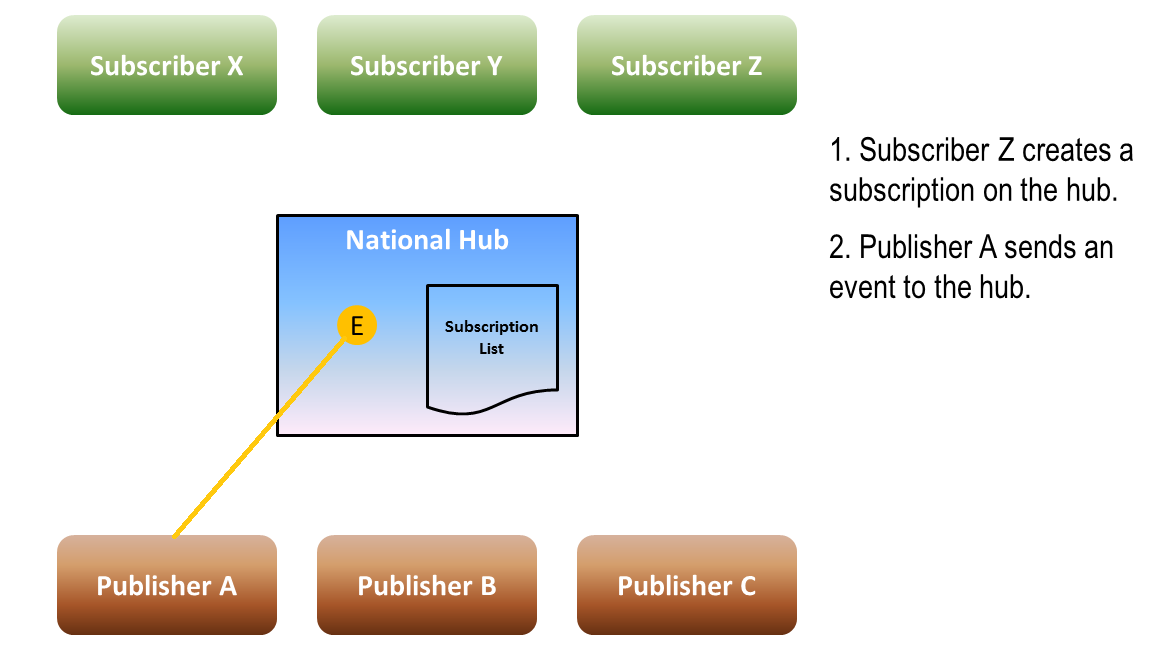 Subscriber X
Subscriber Y
Subscriber Z
1. Subscriber Z creates a
subscription on the hub.
2. Publisher A sends an
event to the hub.
National Hub
E
Subscription
List
Publisher A
Publisher B
Publisher C